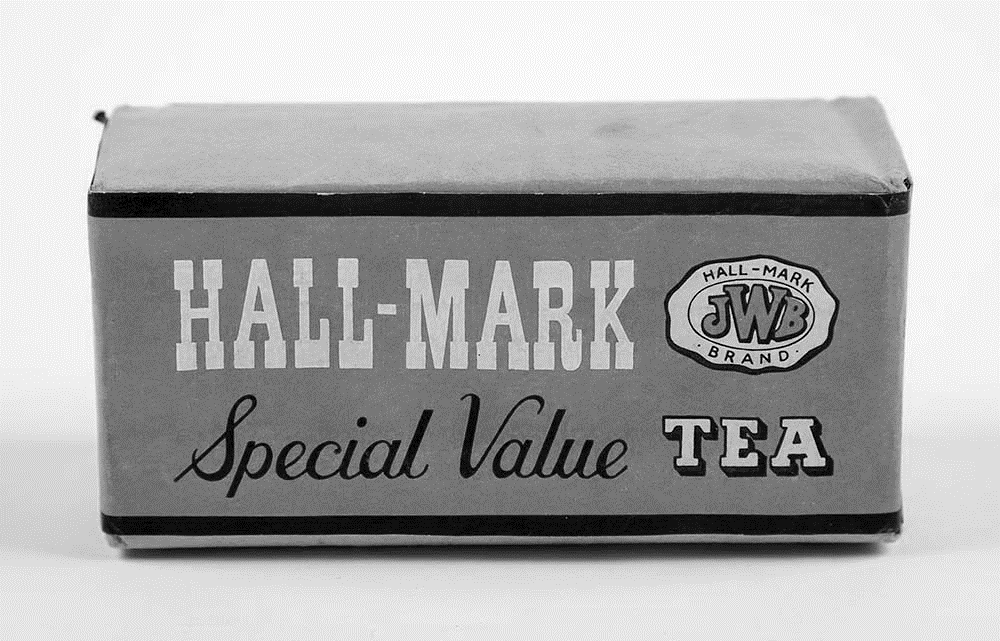 HALL-MARK
HALL-MARK
JWB
· BRAND ·
Special Value
TEA